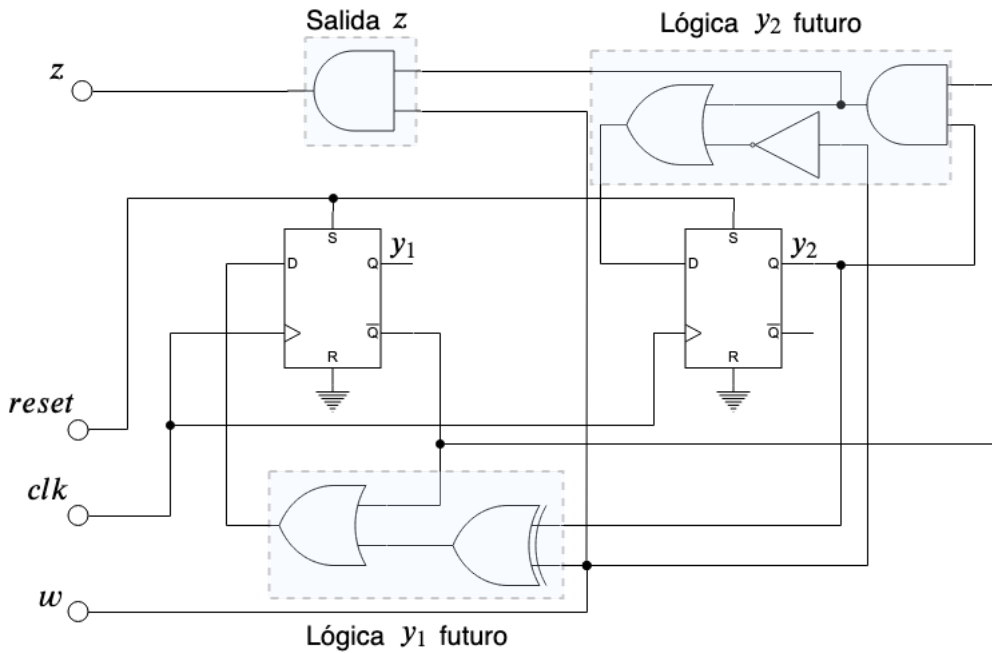 Salida z
Lógica y₂ futuro
z
S
S
y₁
y₂
D
Q
D
Q
Q̅
Q̅
R
R
reset
clk
w
Lógica y₁ futuro